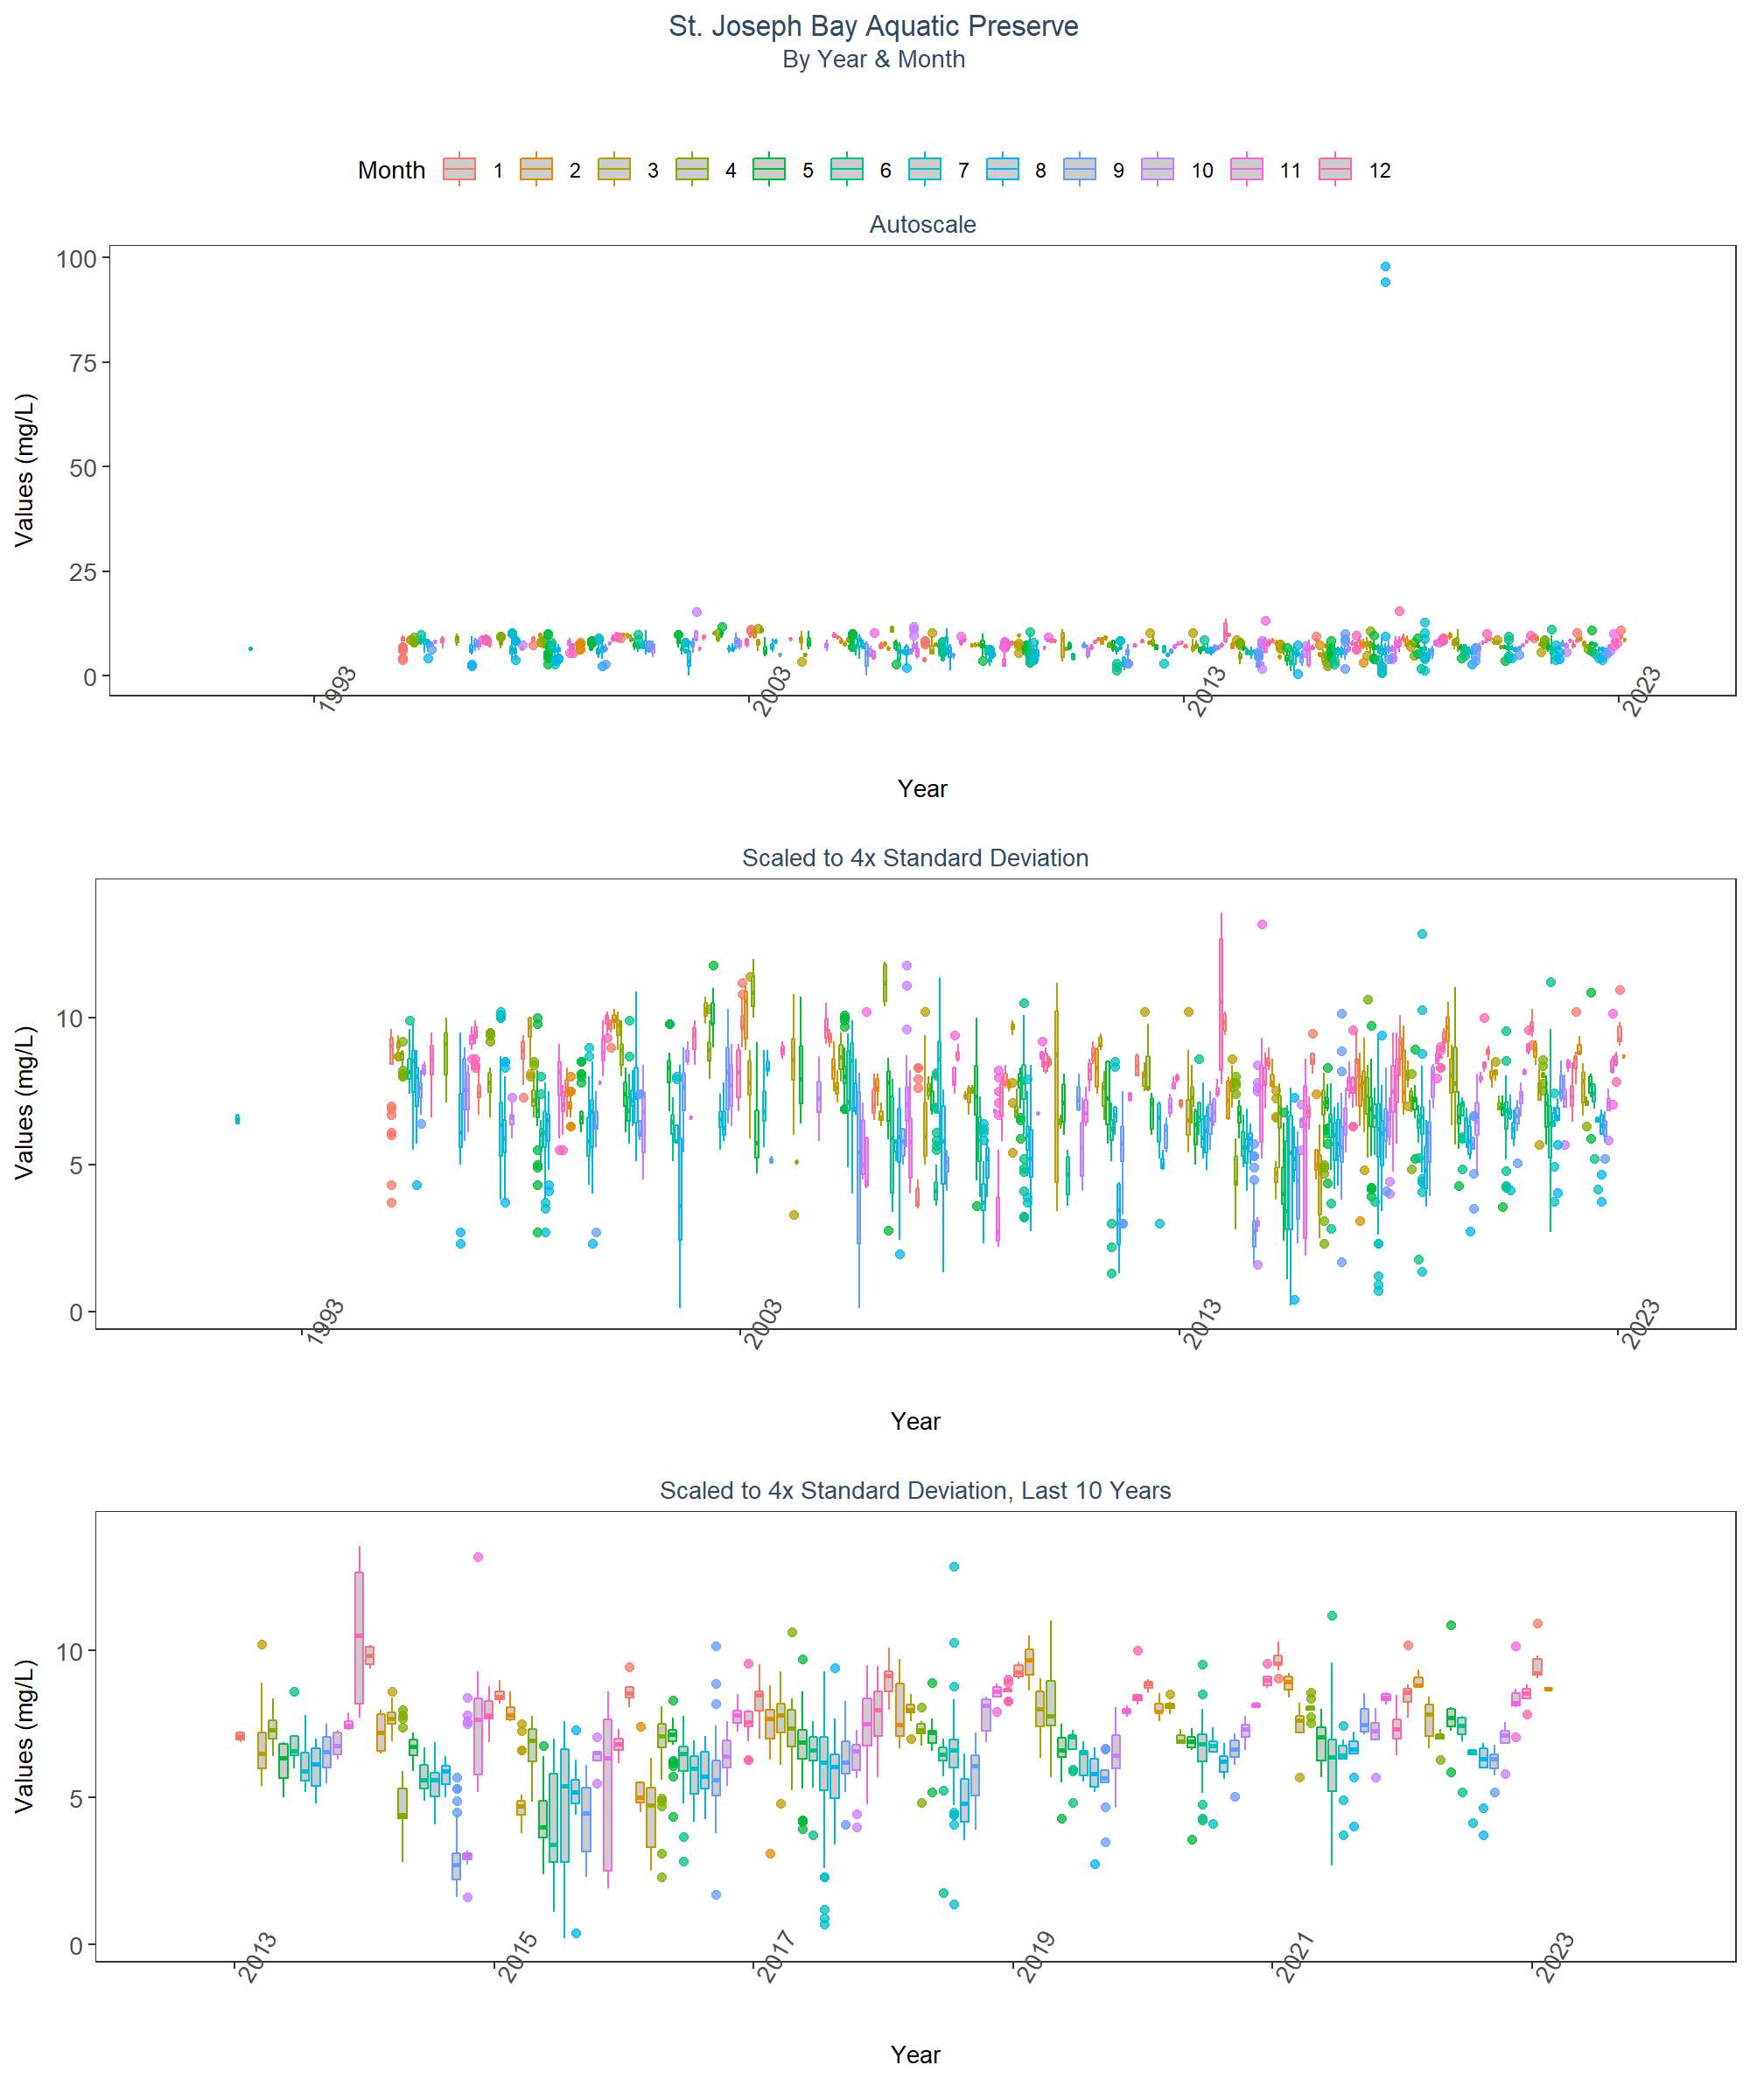 St. Joseph Bay Aquatic Preserve
By Year & Month
Month 1 2 3 4 5 6 7 8 9 10 11 12
Autoscale
100
75
50
25
0
Values (mg/L)
1993 2003 2013 2023
Year
Scaled to 4x Standard Deviation
10
5
0
Values (mg/L)
1993 2003 2013 2023
Year
Scaled to 4x Standard Deviation, Last 10 Years
10
5
0
Values (mg/L)
2013 2015 2017 2019 2021 2023
Year